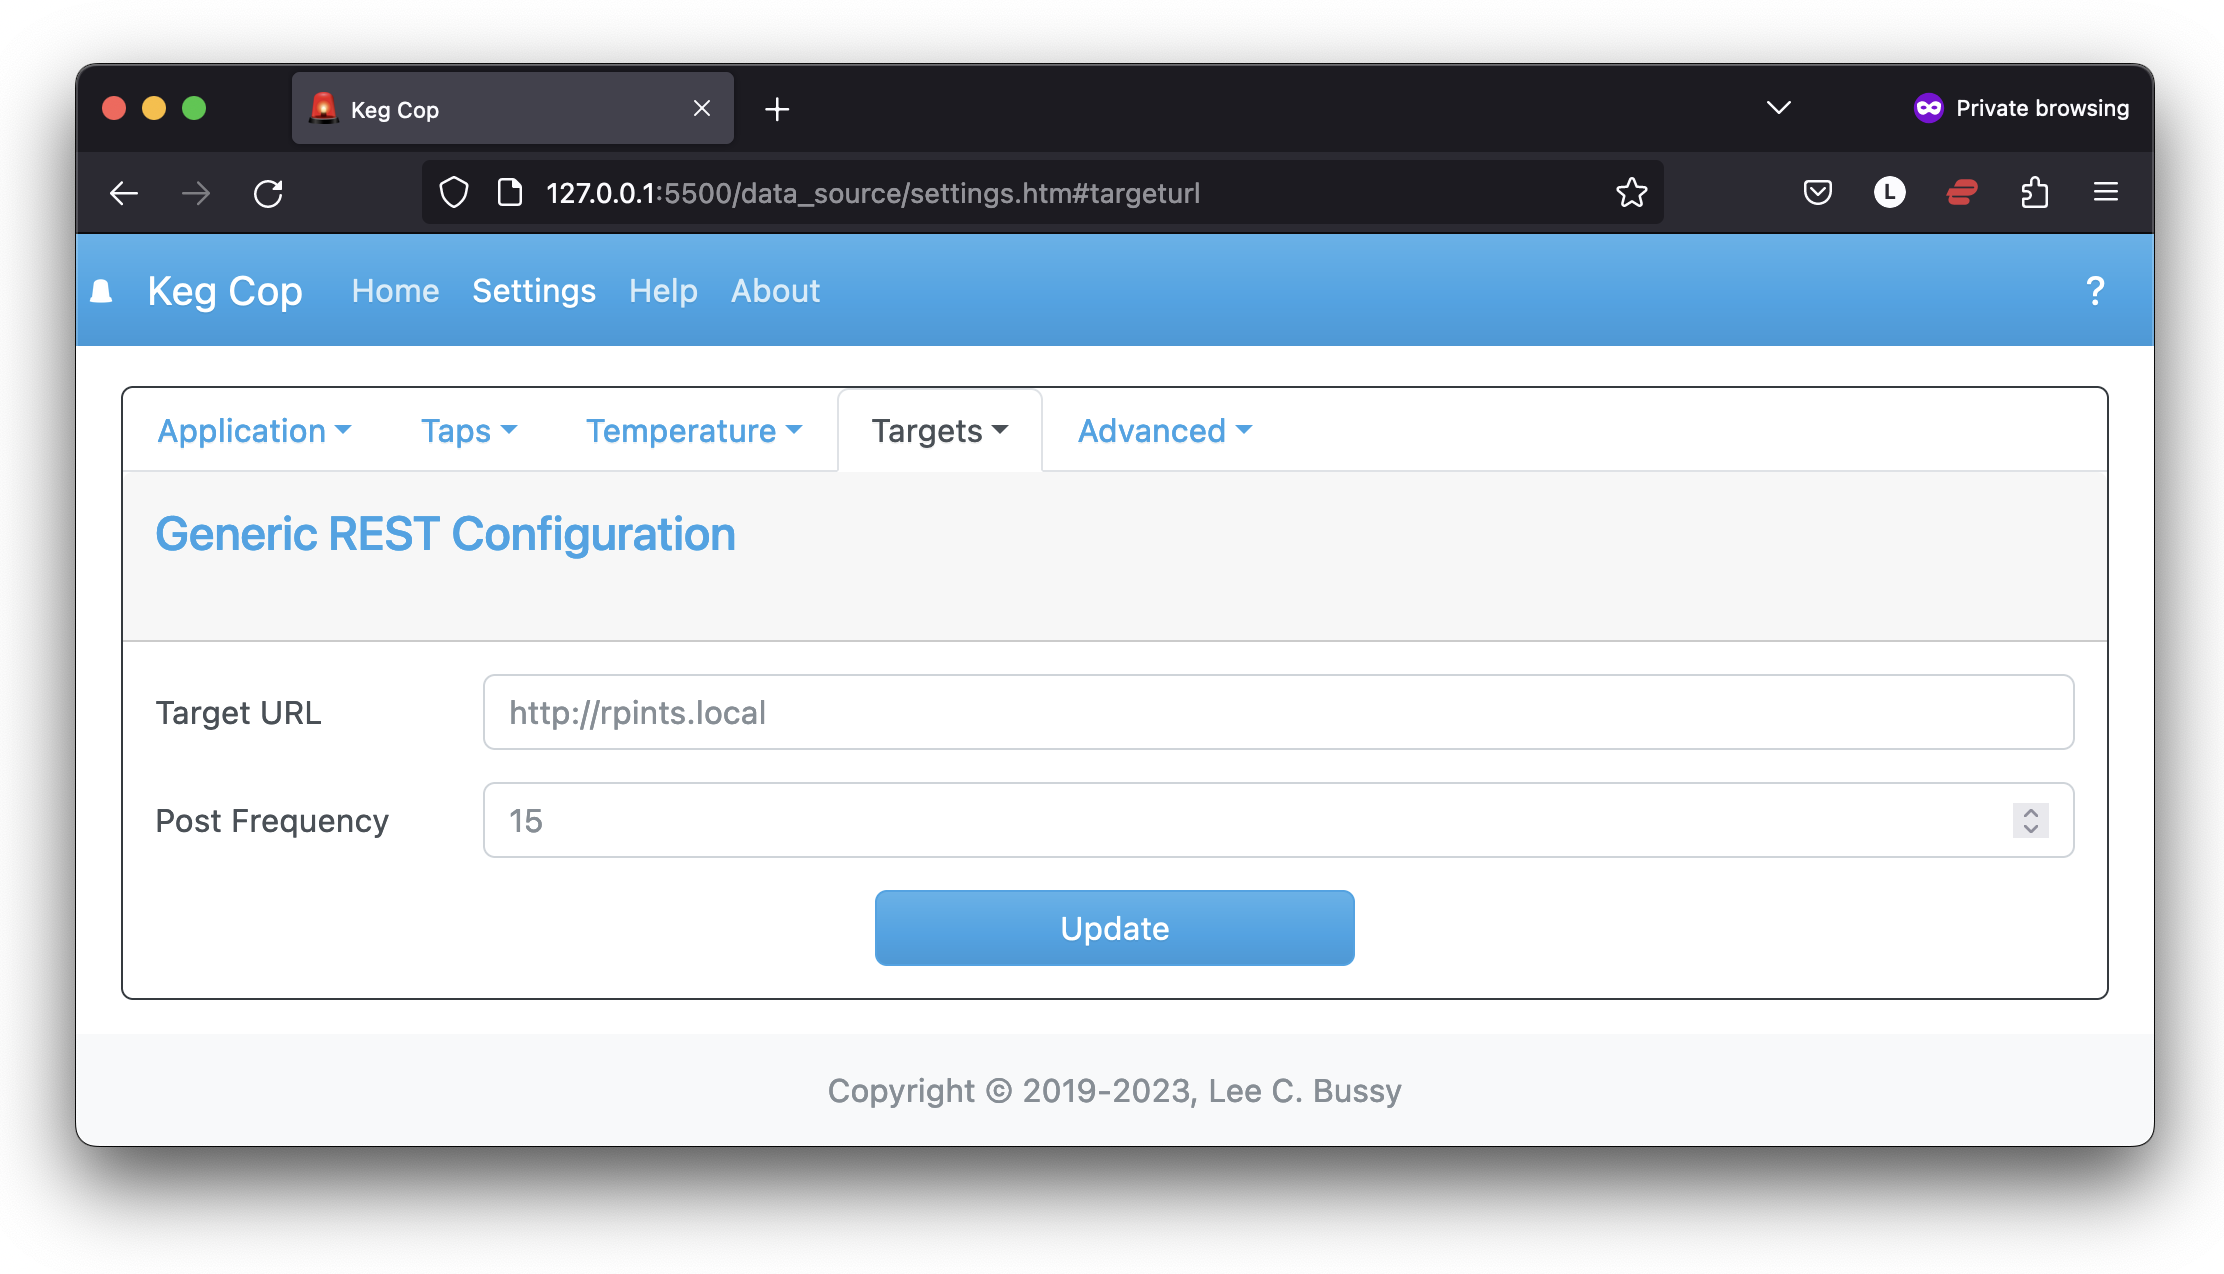 Keg Cop
Private browsing
127.0.0.1:5500/data_source/settings.htm#targeturl
L
Keg Cop Home Settings Help About ?
Application Taps Temperature Targets Advanced
Generic REST Configuration
Target URL http://rpints.local
Post Frequency 15
Update
Copyright © 2019-2023, Lee C. Bussy